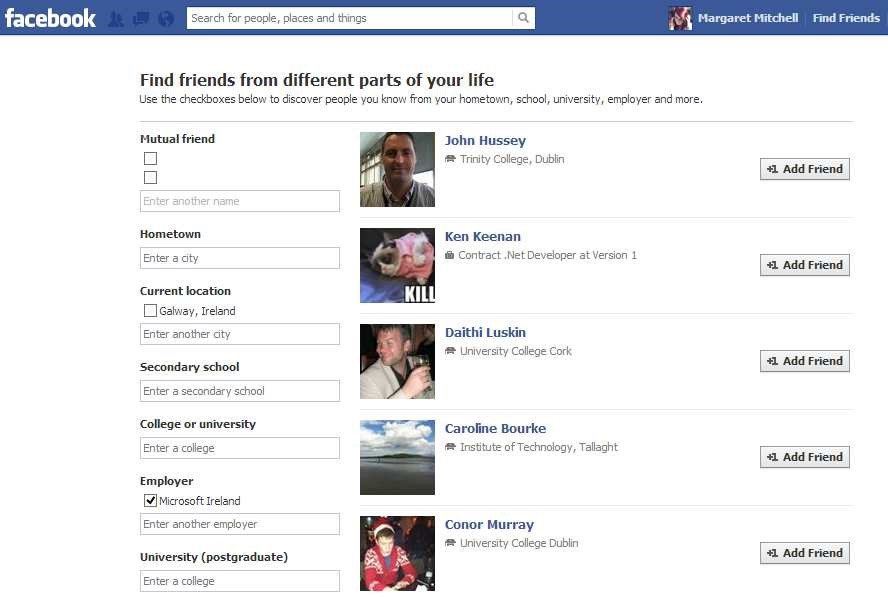 facebook
Search for people, places and things
Margaret Mitchell
Find Friends
Find friends from different parts of your life
Use the checkboxes below to discover people you know from your hometown, school, university, employer and more.
Mutual friend
Enter another name
Hometown
Enter a city
Current location
Galway, Ireland
Enter another city
Secondary school
Enter a secondary school
College or university
Enter a college
Employer
Microsoft Ireland
Enter another employer
University (postgraduate)
Enter a college
John Hussey
Trinity College, Dublin
+1 Add Friend
Ken Keenan
Contract .Net Developer at Version 1
KILL
+1 Add Friend
Daithi Luskin
University College Cork
+1 Add Friend
Caroline Bourke
Institute of Technology, Tallaght
+1 Add Friend
Conor Murray
University College Dublin
+1 Add Friend